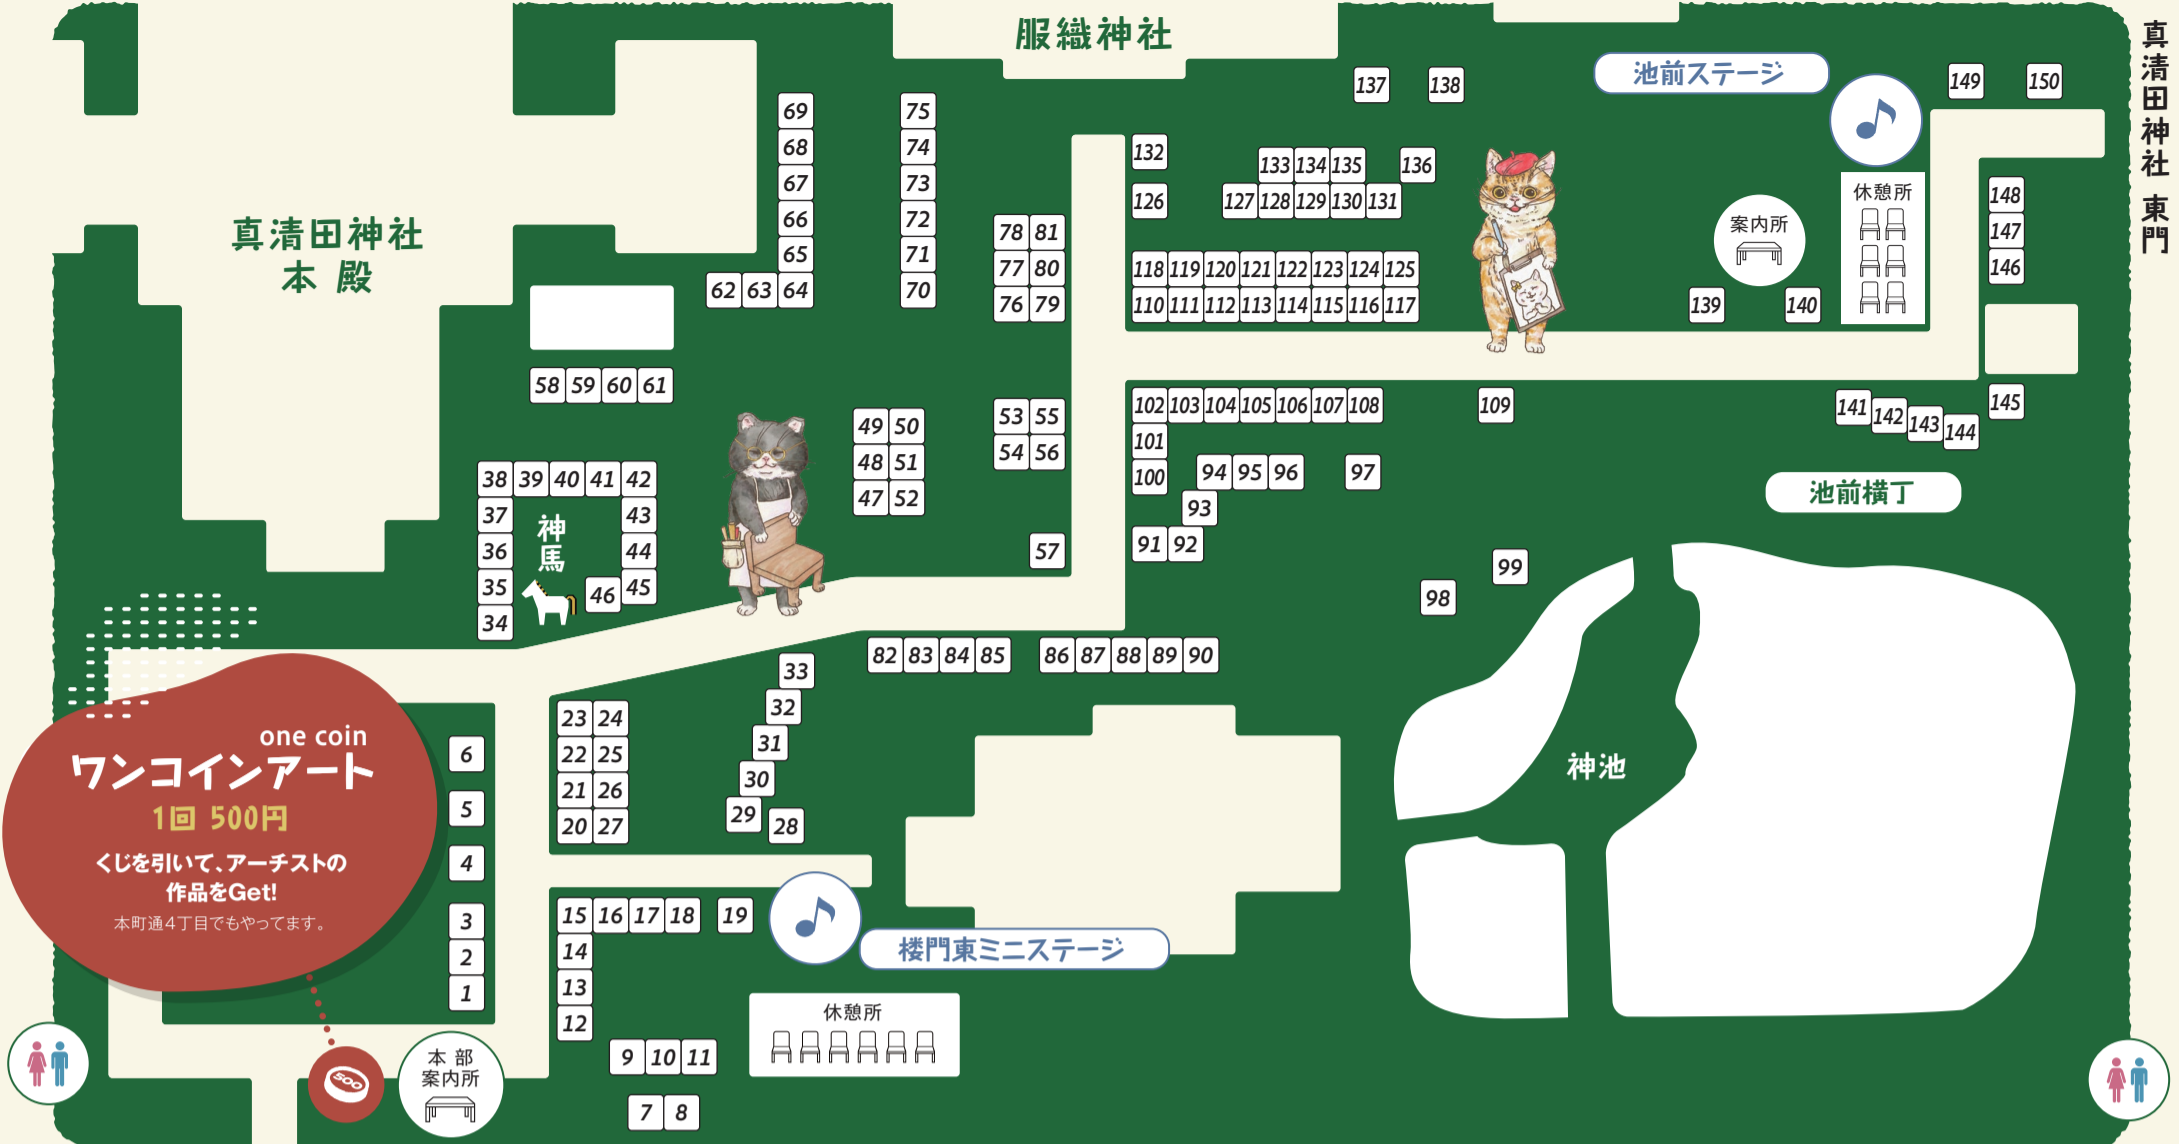 服織神社
真清田神社 東門
池前ステージ
137 138
149 150
69 75
68 74
67 73
66 72
65 71
62 63 64 70
78 81
77 80
76 79
132
133 134 135 136
126 127 128 129 130 131
118 119 120 121 122 123 124 125
110 111 112 113 114 115 116 117
案内所
休憩所
139 140
148
147
146
真清田神社
本殿
58 59 60 61
49 50
48 51
47 52
53 55
54 56
57
102 103 104 105 106 107 108
109
101
100
94 95 96 97
93
91 92
99
98
141 142 143 144
145
池前横丁
38 39 40 41 42
37 43
36 44
35 46 45
34
神馬
82 83 84 85
86 87 88 89 90
33
32
31
30
29 28
23 24
22 25
21 26
20 27
神池
one coin
ワンコインアート
1回 500円
くじを引いて、アーチストの
作品をGet!
本町通4丁目でもやってます。
6
5
4
3
2
1
15 16 17 18 19
14
13
12
楼門東ミニステージ
休憩所
9 10 11
7 8
500
本部
案内所